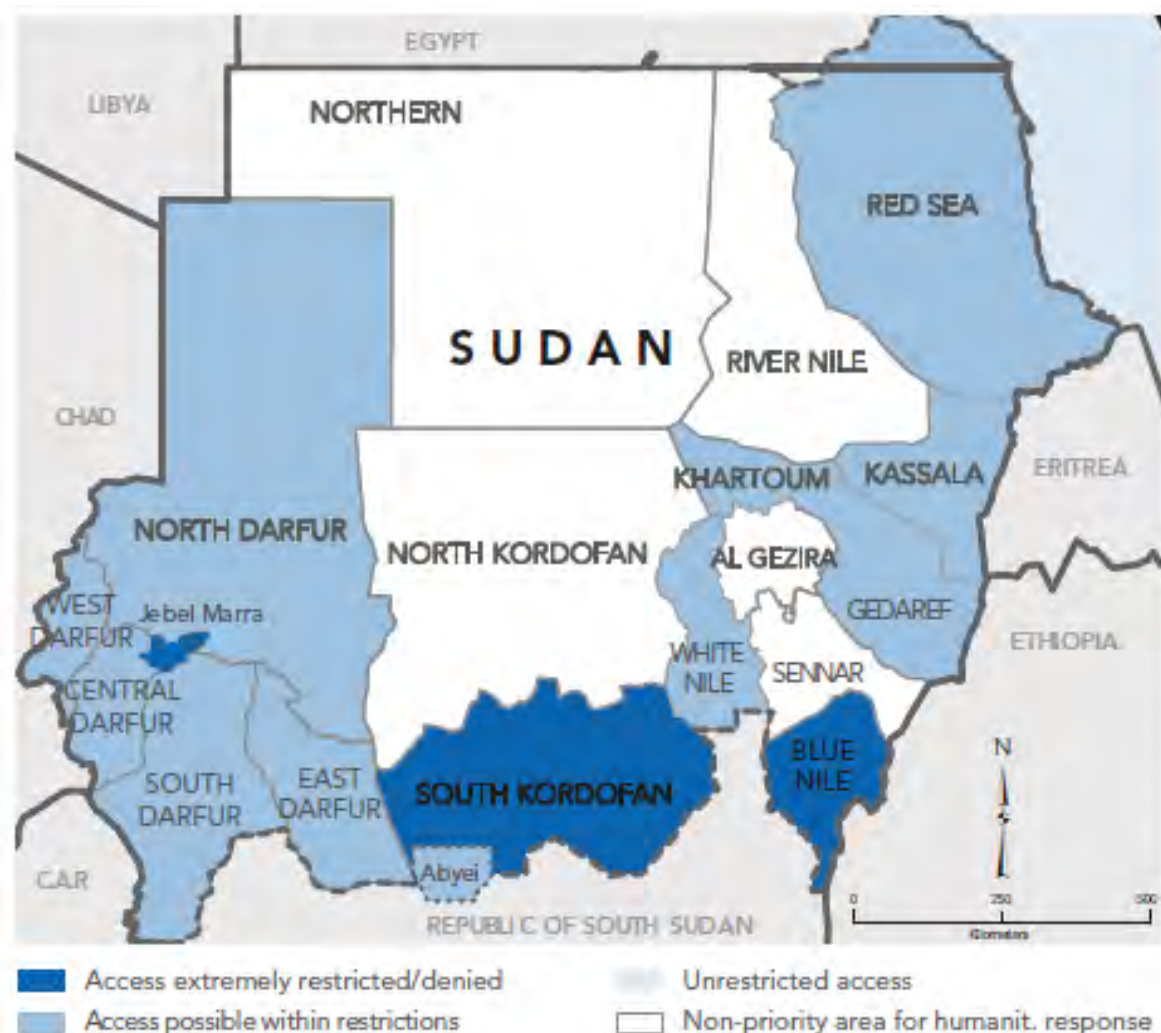 EGYPT
LIBYA
NORTHERN
RED SEA
SUDAN
RIVER NILE
CHAD
KHARTOUM
KASSALA
ERITREA
NORTH DARFUR
NORTH KORDOFAN
AL GEZIRA
WEST
DARFUR
Jebel Marra
GEDAREF
ETHIOPIA
WHITE
NILE
SENNAR
CENTRAL
DARFUR
N
BLUE
NILE
SOUTH
DARFUR
EAST
DARFUR
SOUTH KORDOFAN
Abyei
C.A.R
0 250 500
Kilometers
REPUBLIC OF SOUTH SUDAN
Access extremely restricted/denied
Unrestricted access
Access possible within restrictions
Non-priority area for humanit. response